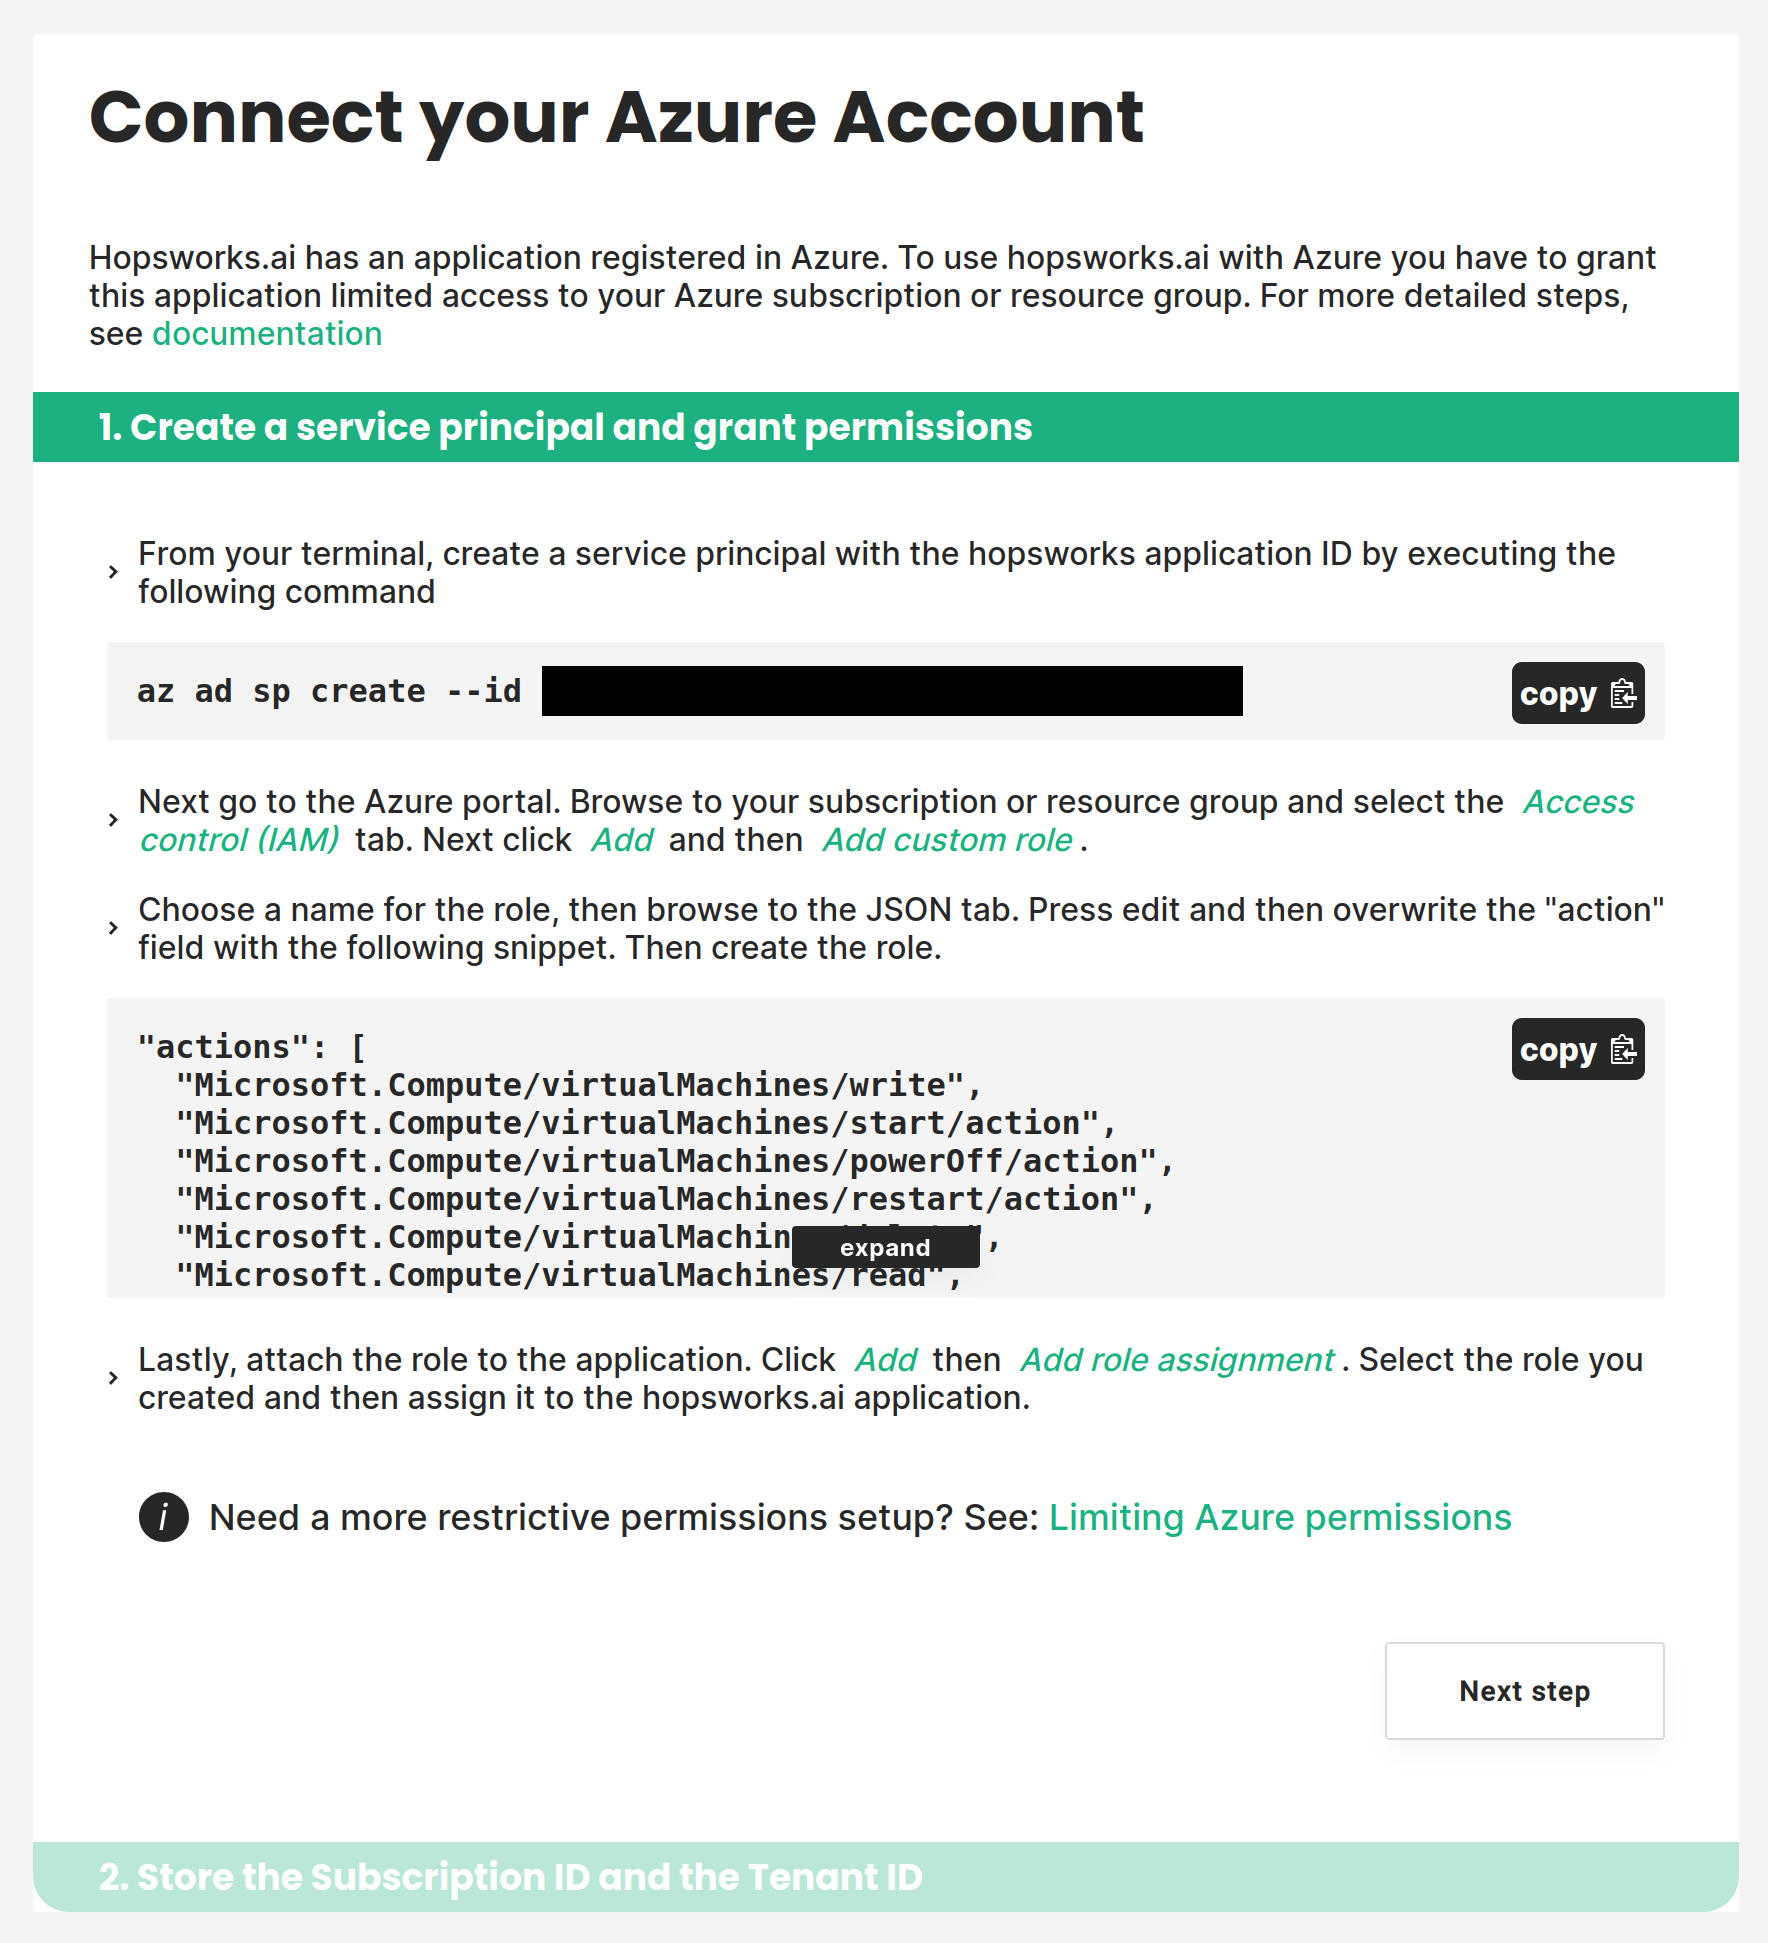 Connect your Azure Account
Hopsworks.ai has an application registered in Azure. To use hopsworks.ai with Azure you have to grant
this application limited access to your Azure subscription or resource group. For more detailed steps,
see documentation
1. Create a service principal and grant permissions
From your terminal, create a service principal with the hopsworks application ID by executing the
following command
az ad sp create --id
copy
Next go to the Azure portal. Browse to your subscription or resource group and select the Access
control (IAM) tab. Next click Add and then Add custom role.
Choose a name for the role, then browse to the JSON tab. Press edit and then overwrite the "action"
field with the following snippet. Then create the role.
"actions": [
copy
"Microsoft.Compute/virtualMachines/write",
"Microsoft.Compute/virtualMachines/start/action",
"Microsoft.Compute/virtualMachines/powerOff/action",
"Microsoft.Compute/virtualMachines/restart/action",
"Microsoft.Compute/virtualMachin
expand
"Microsoft.Compute/virtualMachines/read",
Lastly, attach the role to the application. Click Add then Add role assignment. Select the role you
created and then assign it to the hopsworks.ai application.
i Need a more restrictive permissions setup? See: Limiting Azure permissions
Next step
2. Store the Subscription ID and the Tenant ID